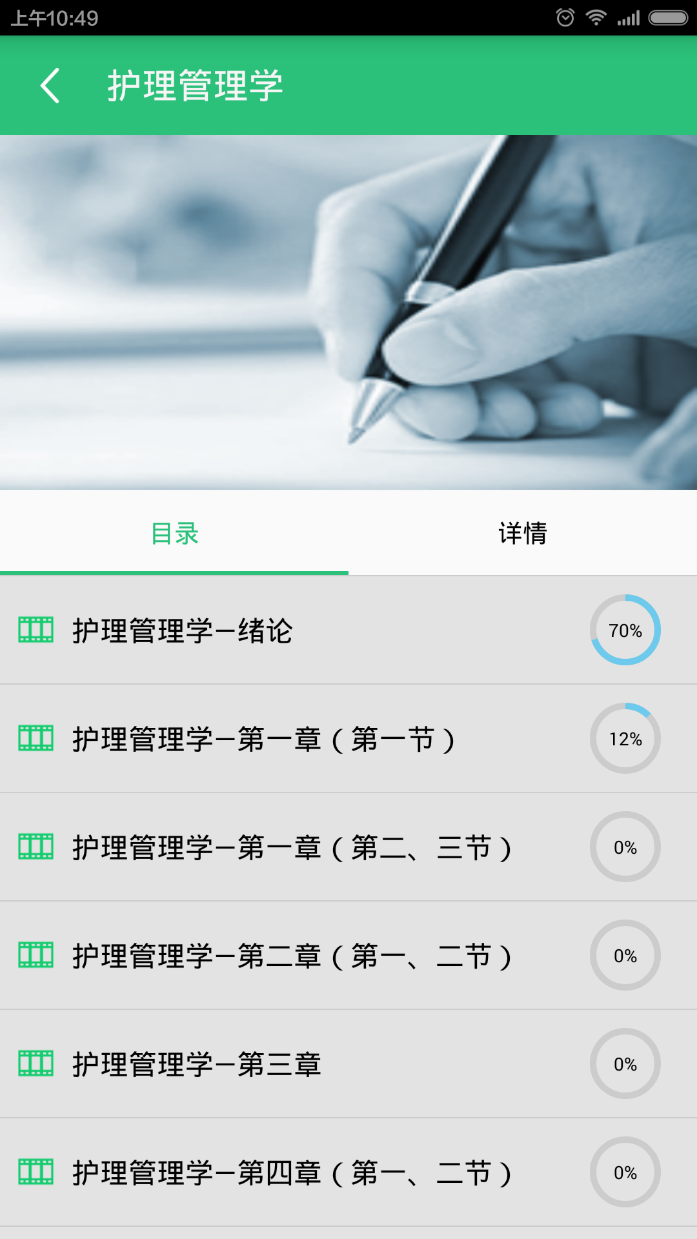 上午10:49
护理管理学
目录 详情
护理管理学–绪论 70%
护理管理学–第一章（第一节） 12%
护理管理学–第一章（第二、三节） 0%
护理管理学–第二章（第一、二节） 0%
护理管理学–第三章 0%
护理管理学–第四章（第一、二节） 0%